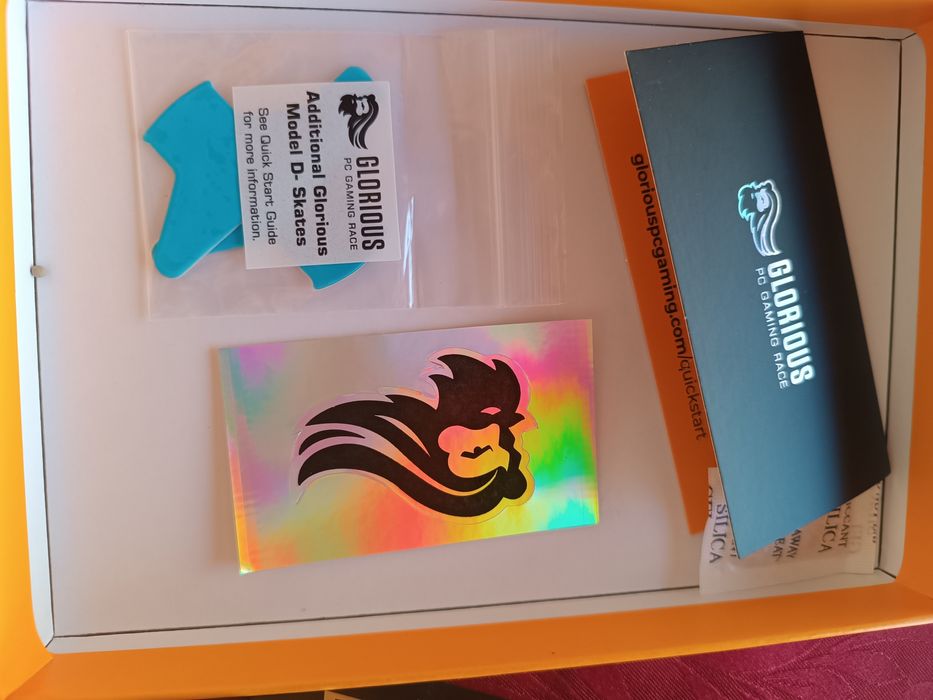 GLORIOUS
PC GAMING RACE
Additional Glorious
Model D- Skates
See Quick Start Guide
for more information.
GLORIOUS
PC GAMING RACE
gloriouspcgaming.com/quickstart
SILICA
SILICA